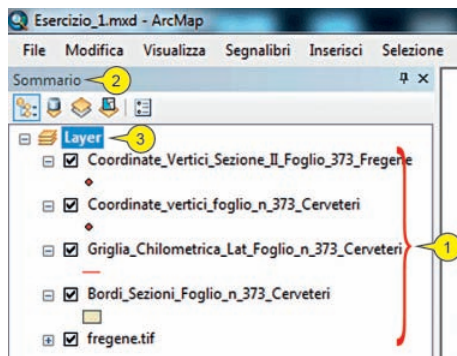 Esercizio_1.mxd - ArcMap
File Modifica Visualizza Segnalibri Inserisci Selezione
Sommario 2
Layer 3
Coordinate_Vertici_Sezione_II_Foglio_373_Fregene
Coordinate_vertici_foglio_n_373_Cerveteri
Griglia_Chilometrica_Lat_Foglio_n_373_Cerveteri 1
Bordi_Sezioni_Foglio_n_373_Cerveteri
fregene.tif